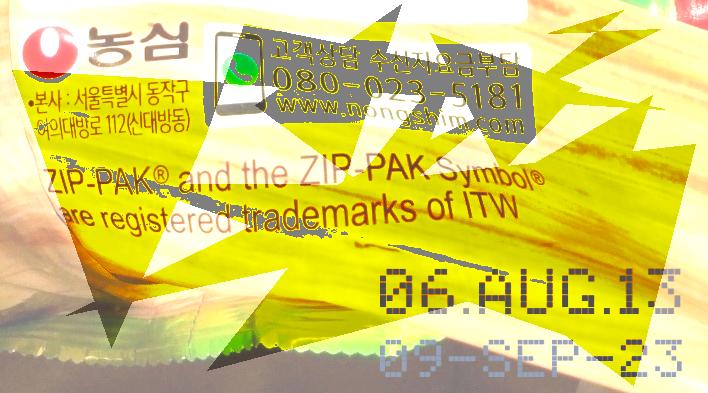 농심
고객상담 수신자요금부담
080-023-5181
www.nongshim.com
•본사 : 서울특별시 동작구
여의대방로 112(신대방동)
ZIP-PAK® and the ZIP-PAK Symbol®
are registered trademarks of ITW
06.AUG.13
09-SEP-23